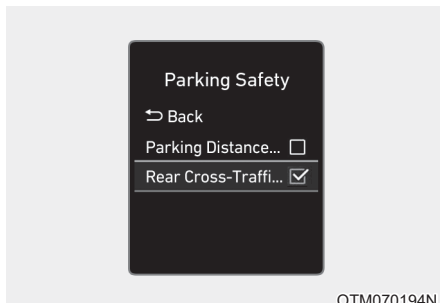 Parking Safety
⮌ Back
Parking Distance...
Rear Cross-Traffi...
OTM070194N